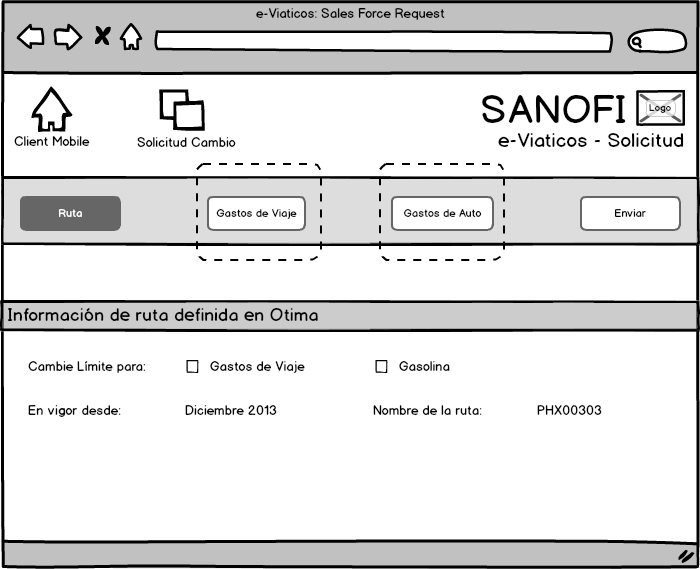 e-Viaticos: Sales Force Request
SANOFI
Logo
Client Mobile
Solicitud Cambio
e-Viaticos - Solicitud
Ruta
Gastos de Viaje
Gastos de Auto
Enviar
Información de ruta definida en Otima
Cambie Límite para:
Gastos de Viaje
Gasolina
En vigor desde:
Diciembre 2013
Nombre de la ruta:
PHX00303